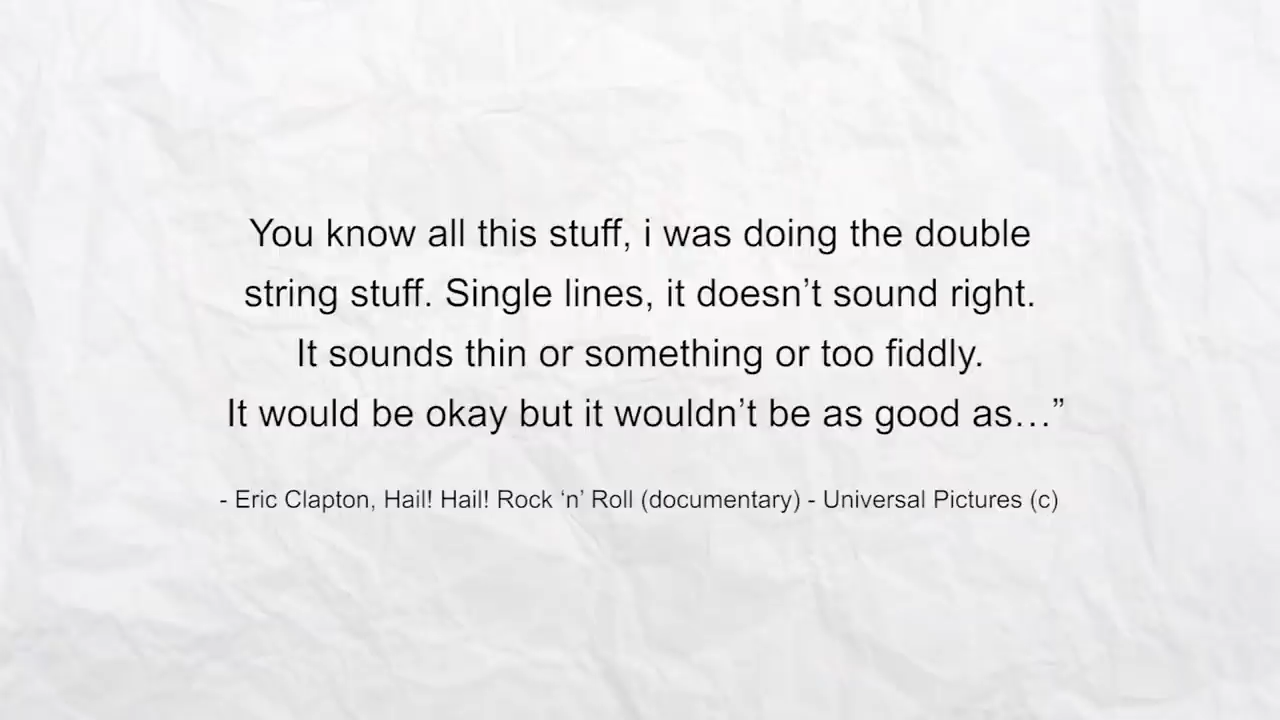 You know all this stuff, i was doing the double
string stuff. Single lines, it doesn’t sound right.
It sounds thin or something or too fiddly.
It would be okay but it wouldn’t be as good as…”
- Eric Clapton, Hail! Hail! Rock ‘n’ Roll (documentary) - Universal Pictures (c)